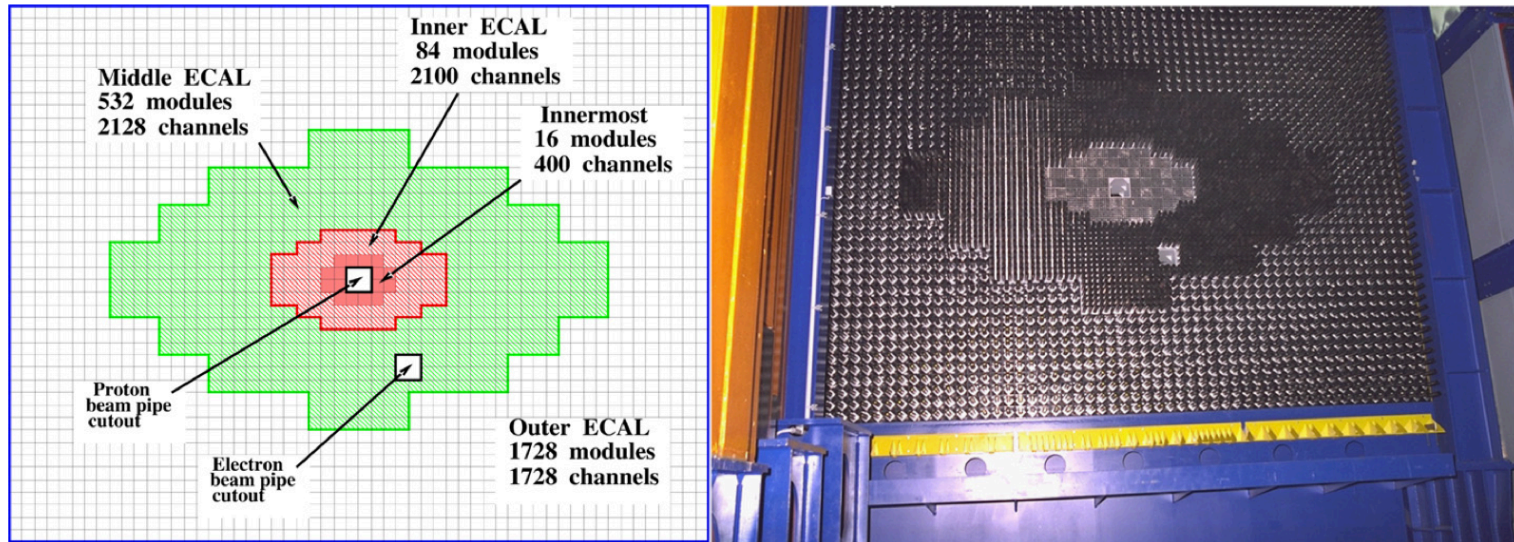 Inner ECAL
84 modules
2100 channels
Middle ECAL
532 modules
2128 channels
Innermost
16 modules
400 channels
Proton
beam pipe
cutout
Electron
beam pipe
cutout
Outer ECAL
1728 modules
1728 channels